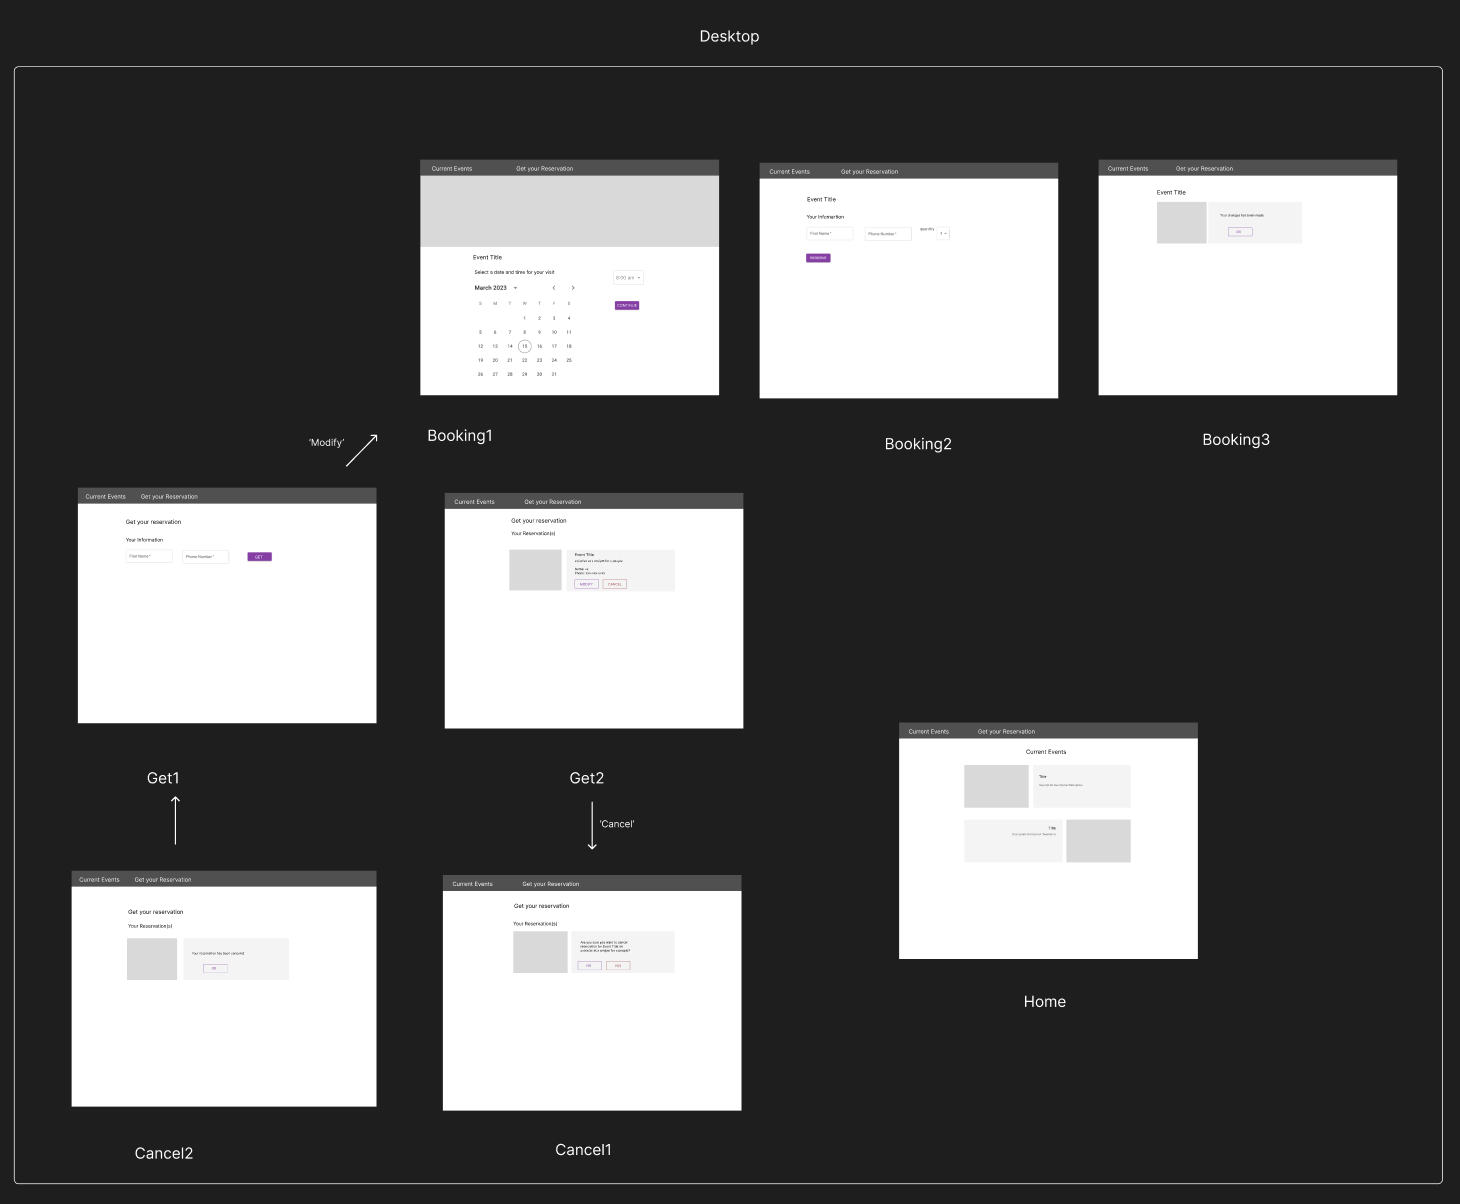 Desktop
Current Events Get your Reservation
Event Title
Select a date and time for your visit
8:00 am
March 2023
CONTINUE
S M T W T F S
1 2 3 4
5 6 7 8 9 10 11
12 13 14 15 16 17 18
19 20 21 22 23 24 25
26 27 28 29 30 31
Booking1
Current Events Get your Reservation
Event Title
Your Information
First Name* Phone Number* quantity 1
RESERVE
Booking2
Current Events Get your Reservation
Event Title
Your changes has been made
OK
Booking3
'Modify'
Current Events Get your Reservation
Get your reservation
Your Information
First Name* Phone Number* GET
Get1
Current Events Get your Reservation
Get your reservation
Your Reservation(s)
Event Title
MODIFY CANCEL
Get2
'Cancel'
Current Events Get your Reservation
Current Events
Title
Title
Home
Current Events Get your Reservation
Get your reservation
Your Reservation(s)
Your reservation has been canceled
OK
Cancel2
Current Events Get your Reservation
Get your reservation
Your Reservation(s)
Are you sure you want to cancel
reservation for Event Title on
Cancel1